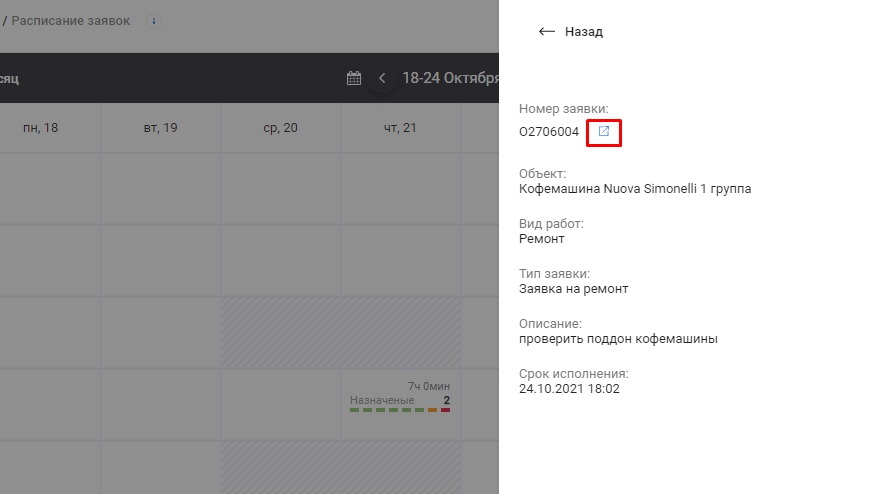 / Расписание заявок i
сяц
18-24 Октября
пн, 18
вт, 19
ср, 20
чт, 21
7ч 0мин
Назначеные 2
Назад
Номер заявки:
O2706004
Объект:
Кофемашина Nuova Simonelli 1 группа
Вид работ:
Ремонт
Тип заявки:
Заявка на ремонт
Описание:
проверить поддон кофемашины
Срок исполнения:
24.10.2021 18:02